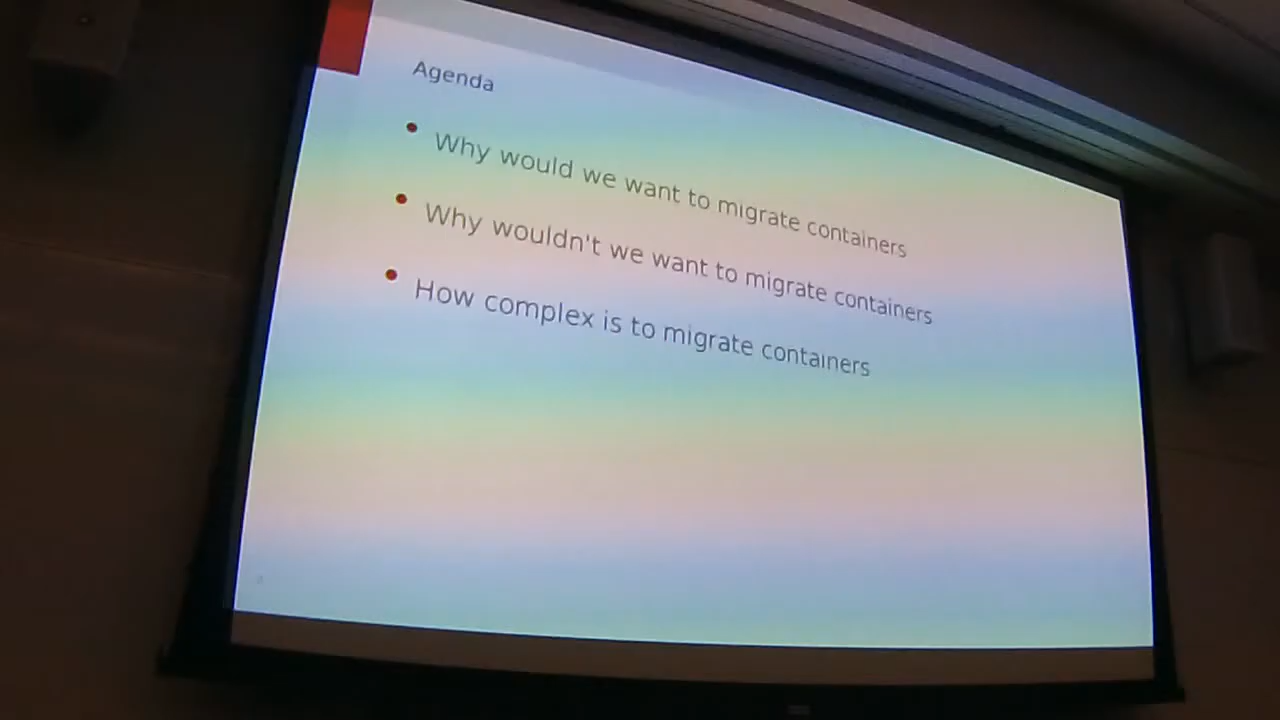 Agenda
Why would we want to migrate containers
Why wouldn't we want to migrate containers
How complex is to migrate containers